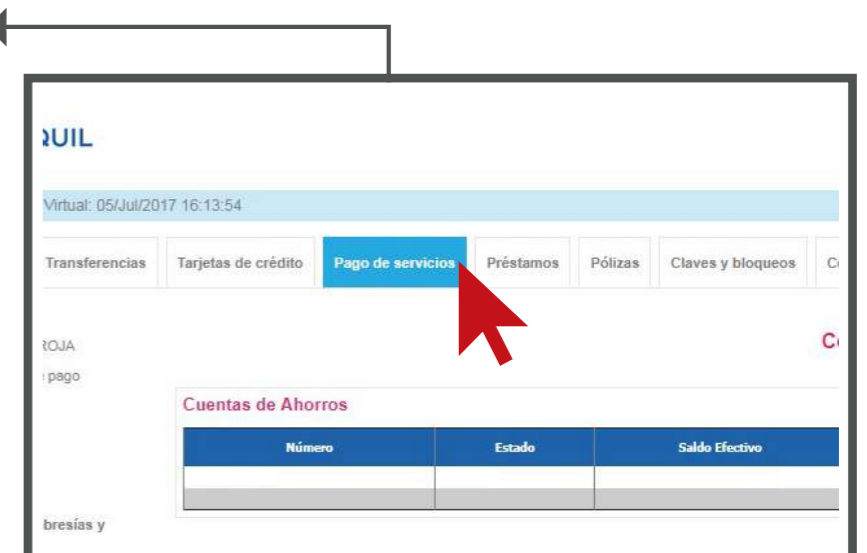 QUIL
Virtual: 05/Jul/2017 16:13:54
Transferencias Tarjetas de crédito Pago de servicios Préstamos Pólizas Claves y bloqueos
ROJA
pago
Cuentas de Ahorros
Número Estado Saldo Efectivo
bresías y